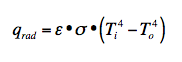 q_rad = ε • σ • (T_i^4 − T_o^4)